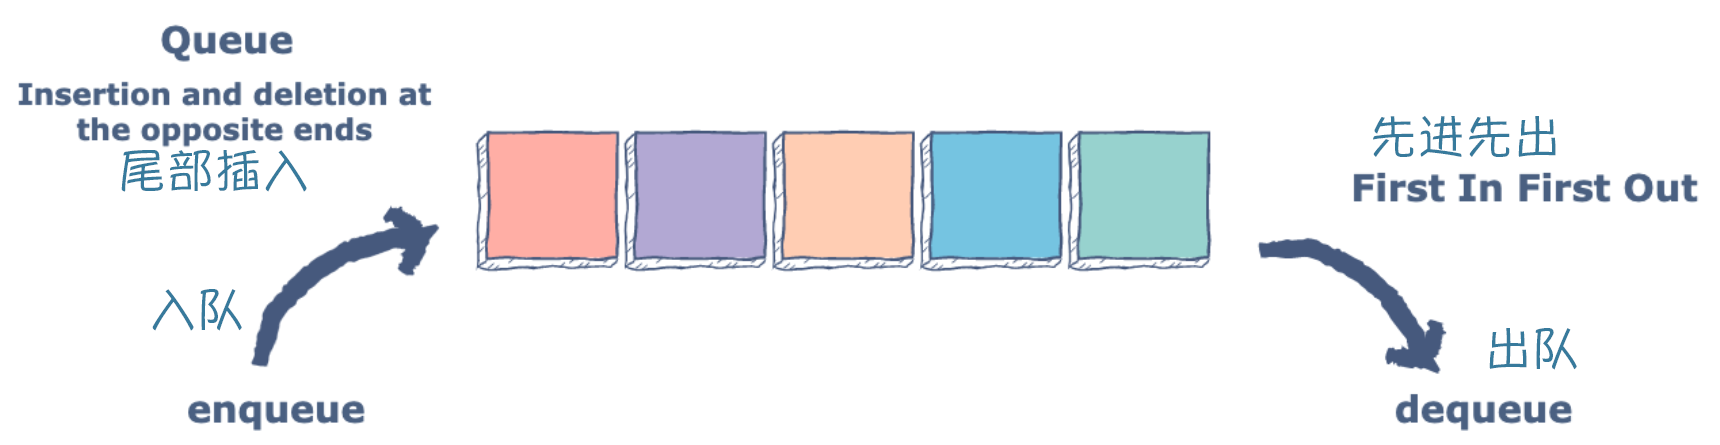 Queue
Insertion and deletion at
the opposite ends
尾部插入
入队
enqueue
先进先出
First In First Out
出队
dequeue